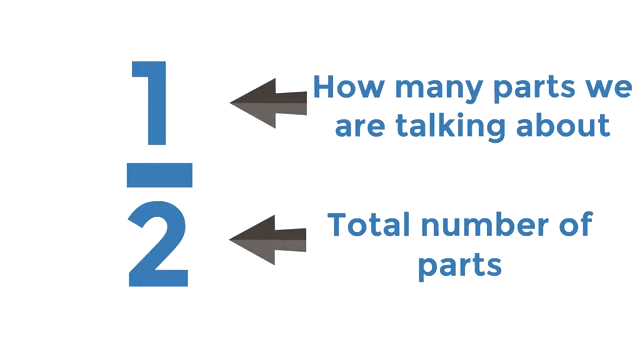 1
How many parts we
are talking about
2
Total number of
parts